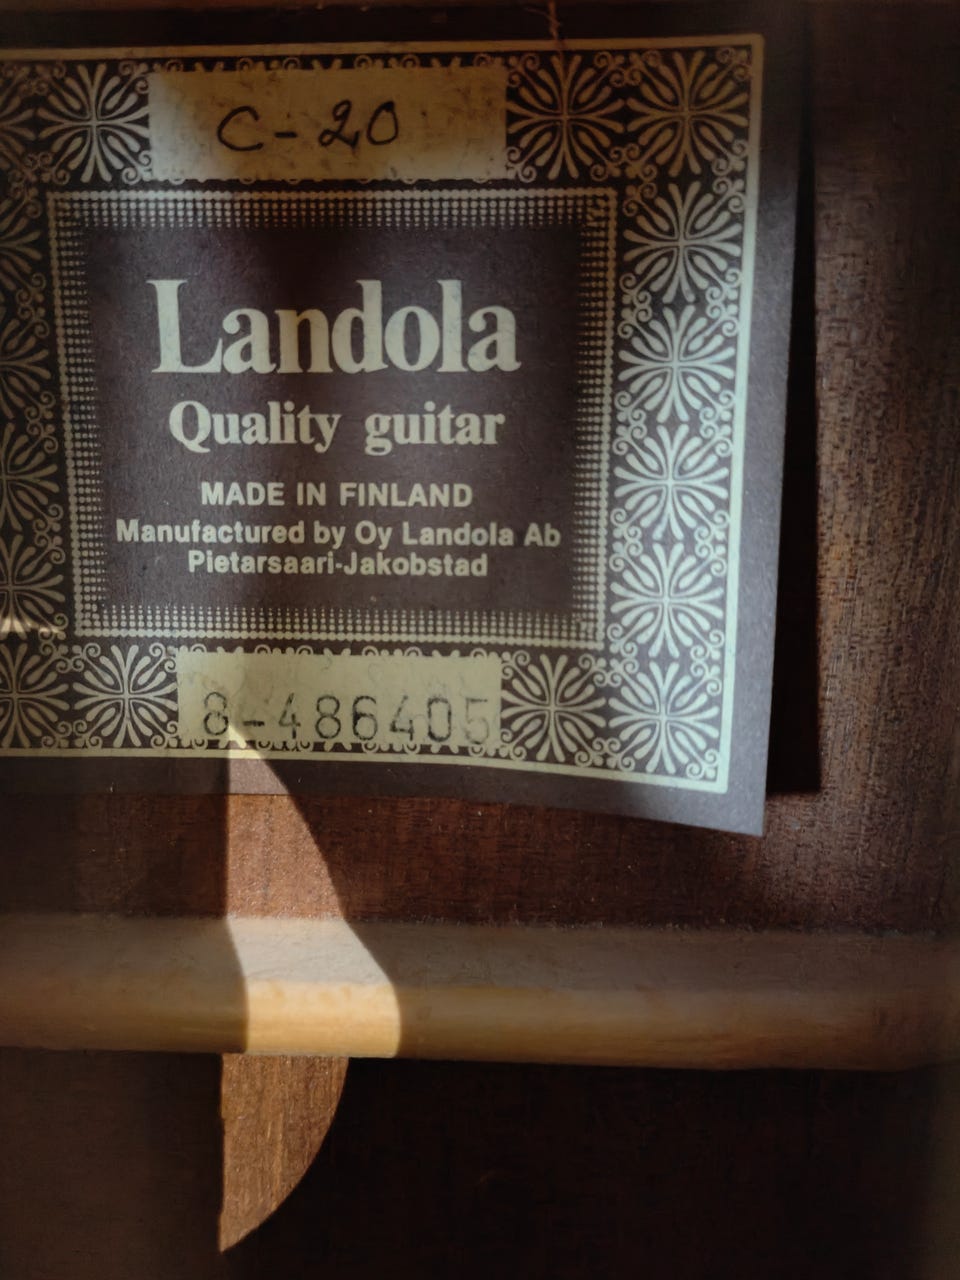 C-20
Landola
Quality guitar
MADE IN FINLAND
Manufactured by Oy Landola Ab
Pietarsaari-Jakobstad
8-486405